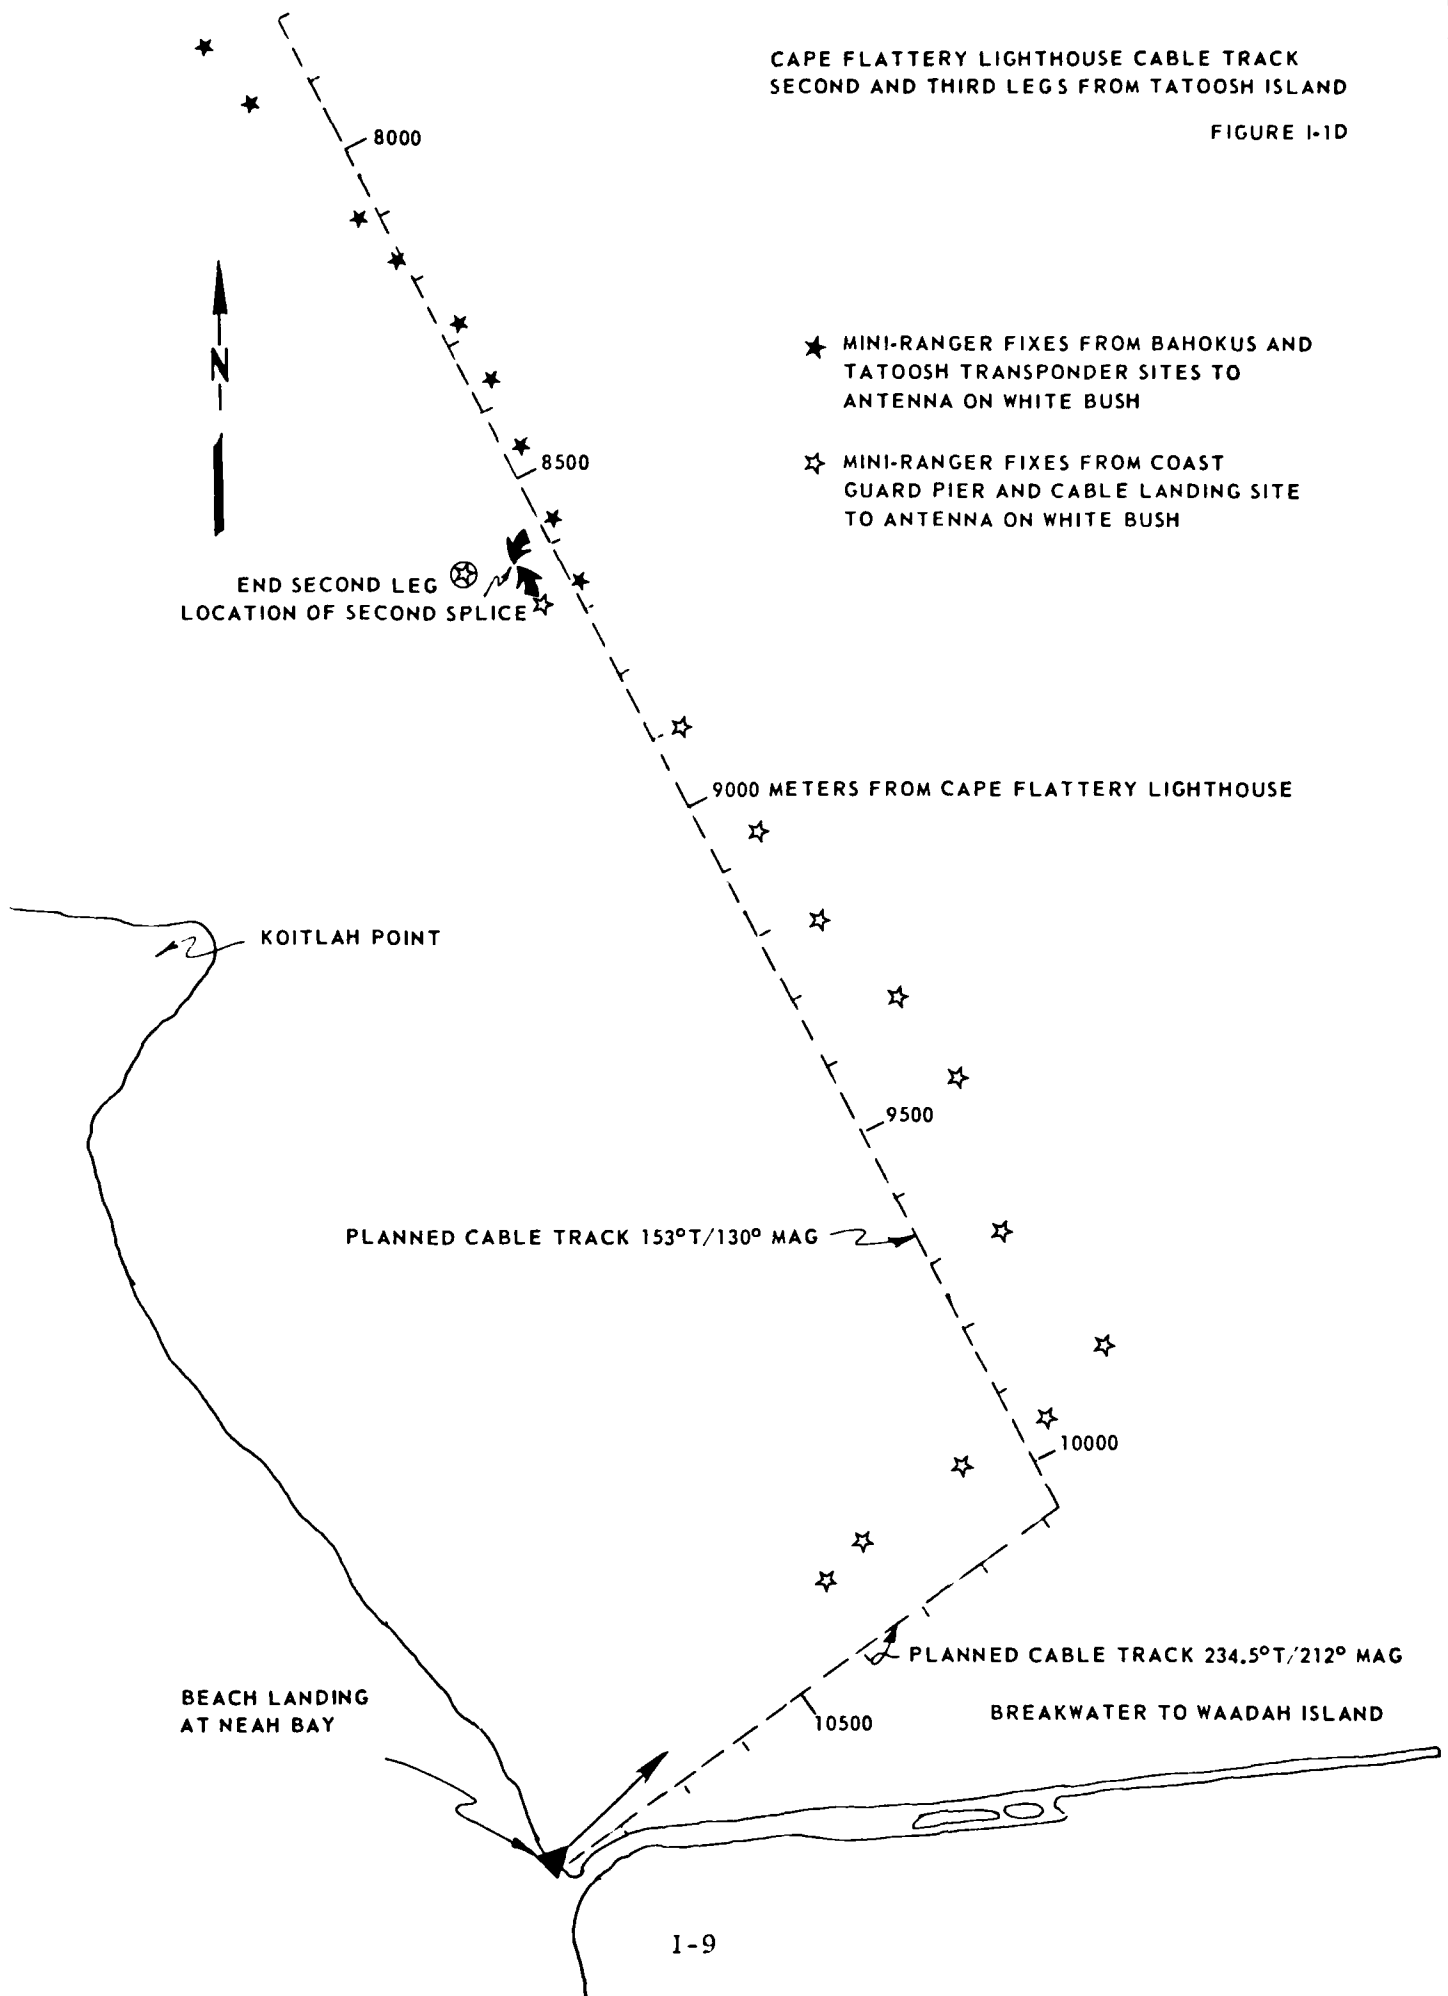 CAPE FLATTERY LIGHTHOUSE CABLE TRACK
SECOND AND THIRD LEGS FROM TATOOSH ISLAND
FIGURE I-1D
8000
N
★ MINI-RANGER FIXES FROM BAHOKUS AND
TATOOSH TRANSPONDER SITES TO
ANTENNA ON WHITE BUSH
8500
☆ MINI-RANGER FIXES FROM COAST
GUARD PIER AND CABLE LANDING SITE
TO ANTENNA ON WHITE BUSH
END SECOND LEG
LOCATION OF SECOND SPLICE
9000 METERS FROM CAPE FLATTERY LIGHTHOUSE
KOITLAH POINT
9500
PLANNED CABLE TRACK 153°T/130° MAG
10000
PLANNED CABLE TRACK 234.5°T/212° MAG
BEACH LANDING
AT NEAH BAY
10500
BREAKWATER TO WAADAH ISLAND
I-9